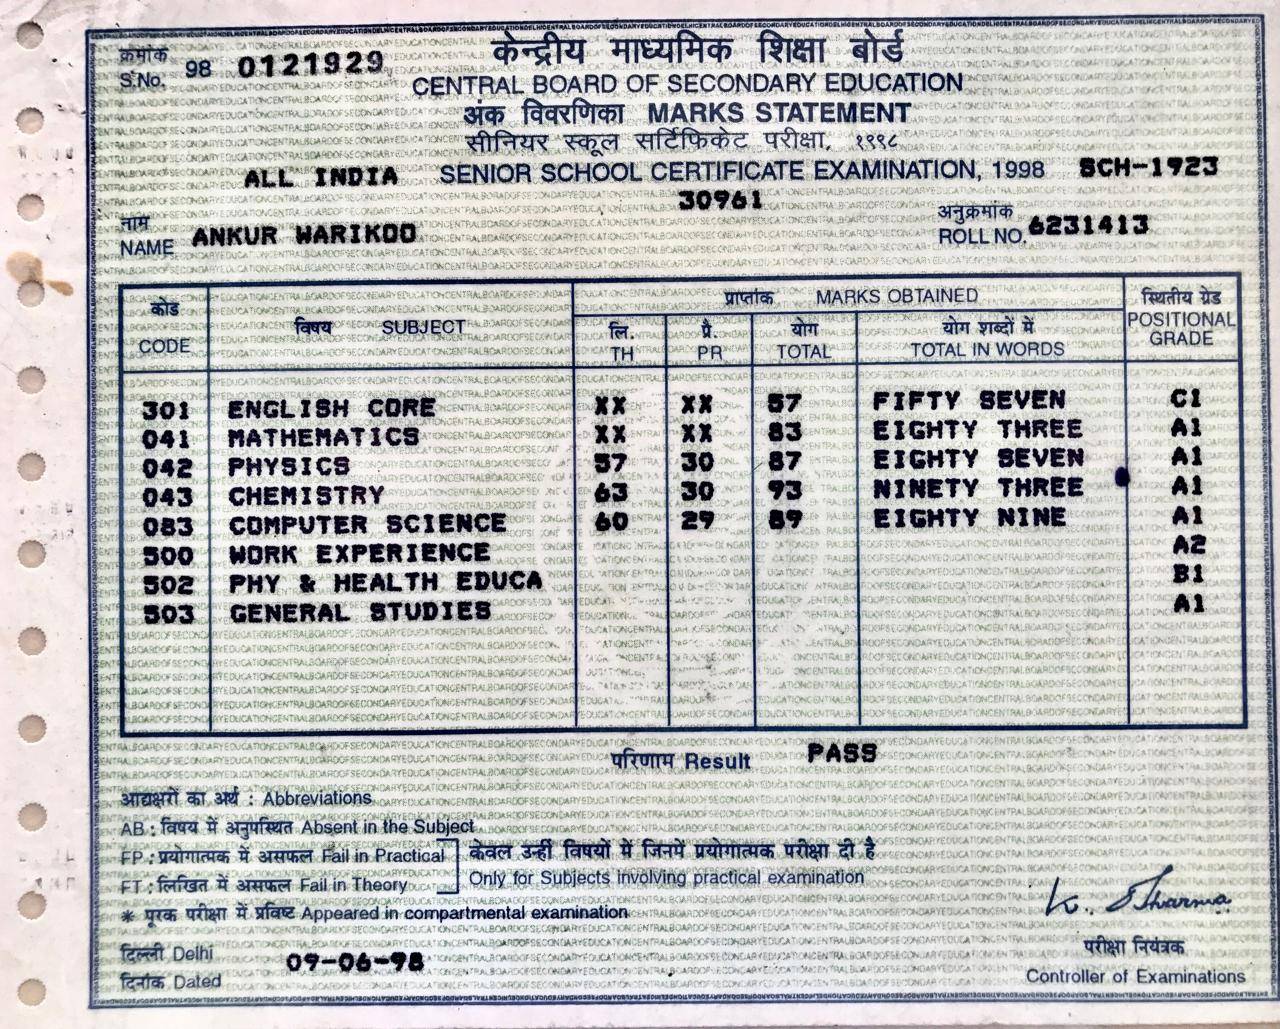 क्रमांक
S.No. 98 0121929
केन्द्रीय माध्यमिक शिक्षा बोर्ड
CENTRAL BOARD OF SECONDARY EDUCATION
अंक विवरणिका MARKS STATEMENT
सीनियर स्कूल सर्टिफिकेट परीक्षा, १९९८
ALL INDIA SENIOR SCHOOL CERTIFICATE EXAMINATION, 1998 SCH-1923
30961
नाम
NAME ANKUR WARIKOO
अनुक्रमांक
ROLL NO. 6231413
कोड विषय SUBJECT प्राप्तांक MARKS OBTAINED स्थितीय ग्रेड
CODE लि. प्रै. योग योग शब्दों में POSITIONAL
TH PR TOTAL TOTAL IN WORDS GRADE
301 ENGLISH CORE XX XX 57 FIFTY SEVEN C1
041 MATHEMATICS XX XX 83 EIGHTY THREE A1
042 PHYSICS 57 30 87 EIGHTY SEVEN A1
043 CHEMISTRY 63 30 93 NINETY THREE A1
083 COMPUTER SCIENCE 60 29 89 EIGHTY NINE A1
500 WORK EXPERIENCE A2
502 PHY & HEALTH EDUCA B1
503 GENERAL STUDIES A1
परिणाम Result PASS
आद्यक्षरों का अर्थ : Abbreviations
AB : विषय में अनुपस्थित Absent in the Subject
FP : प्रयोगात्मक में असफल Fail in Practical केवल उन्हीं विषयों में जिनमें प्रयोगात्मक परीक्षा दी है
FT : लिखित में असफल Fail in Theory Only for Subjects involving practical examination
* पूरक परीक्षा में प्रविष्ट Appeared in compartmental examination
K. Sharma
दिल्ली Delhi
दिनांक Dated 09-06-98
परीक्षा नियंत्रक
Controller of Examinations